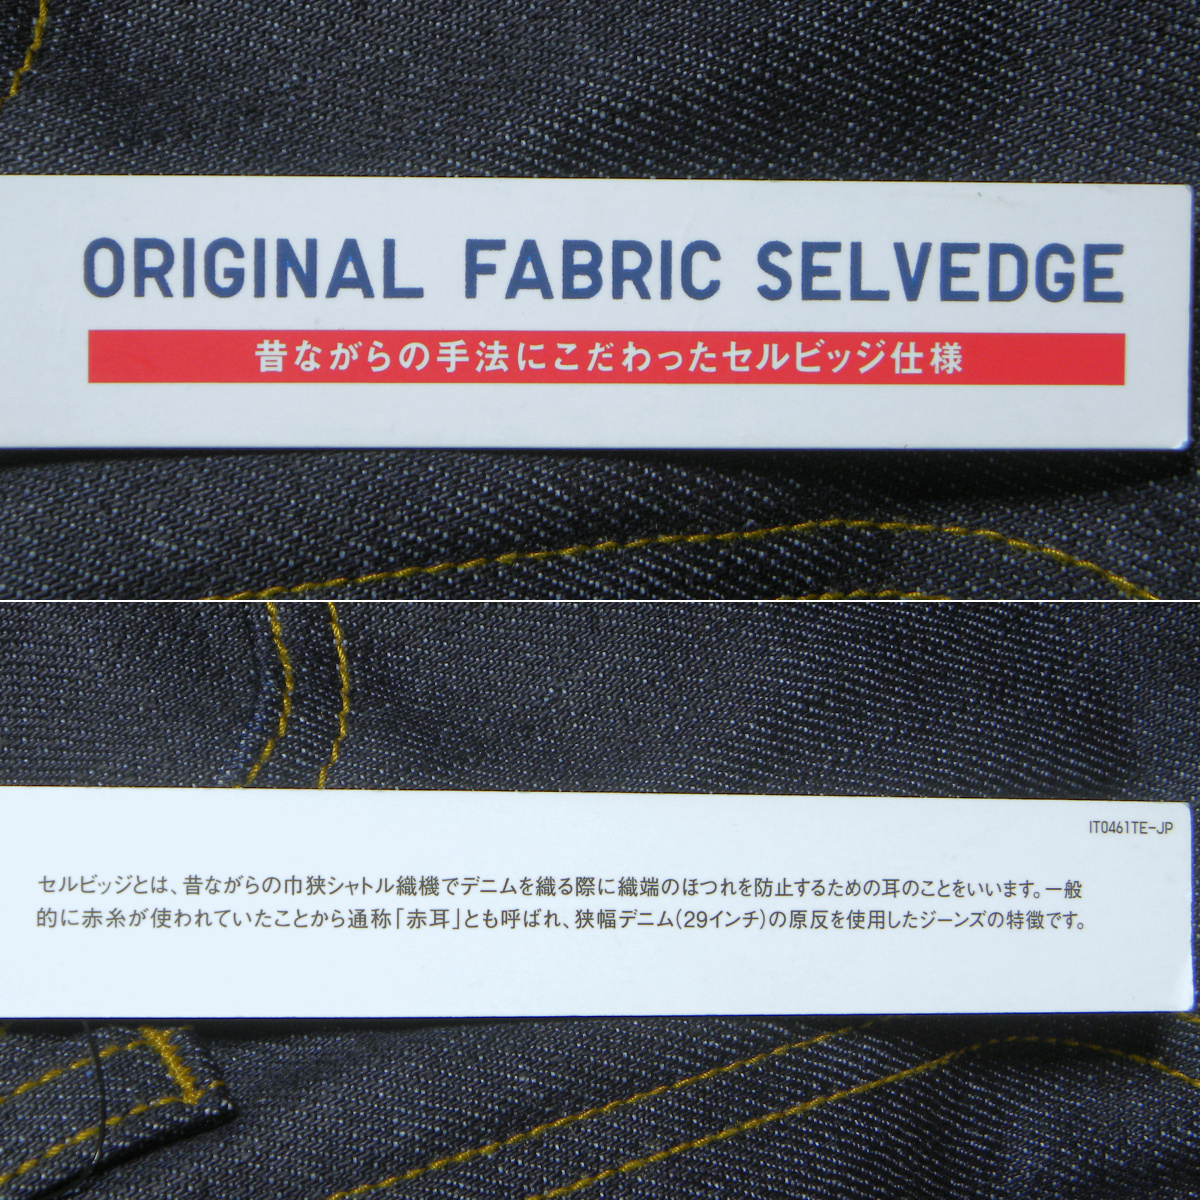 ORIGINAL FABRIC SELVEDGE
昔ながらの手法にこだわったセルビッジ仕様
IT0461TE-JP
セルビッジとは、昔ながらの巾狭シャトル織機でデニムを織る際に織端のほつれを防止するための耳のことをいいます。一般
的に赤糸が使われていたことから通称「赤耳」とも呼ばれ、狭幅デニム(29インチ)の原反を使用したジーンズの特徴です。